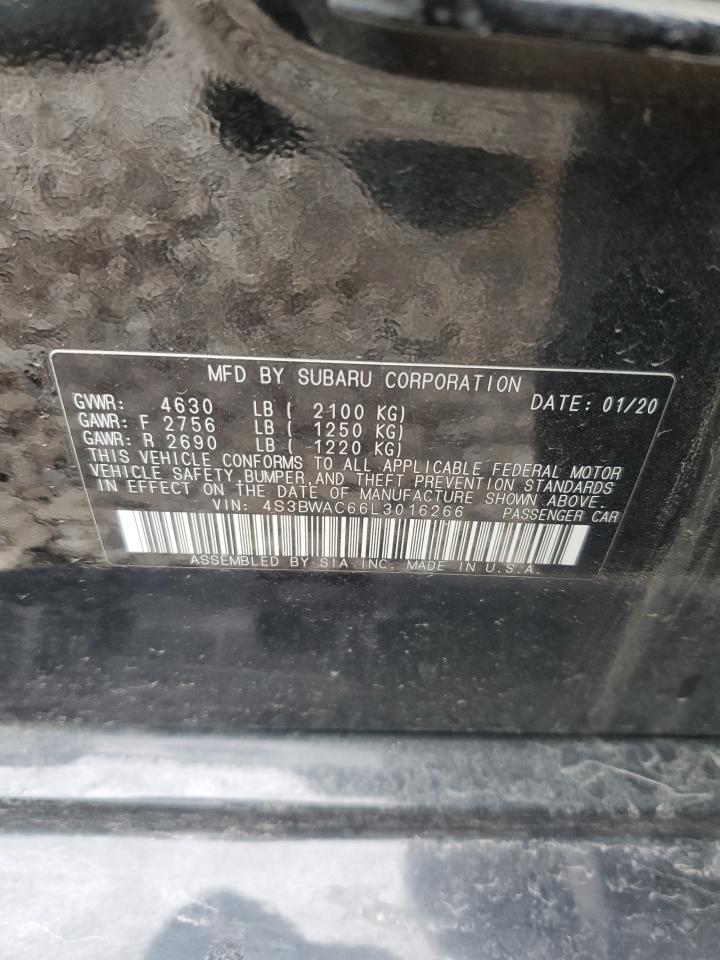 MFD BY SUBARU CORPORATION
GVWR: 4630 LB ( 2100 KG) DATE: 01/20
GAWR: F 2756 LB ( 1250 KG)
GAWR: R 2690 LB ( 1220 KG)
THIS VEHICLE CONFORMS TO ALL APPLICABLE FEDERAL MOTOR
VEHICLE SAFETY,BUMPER,AND THEFT PREVENTION STANDARDS
IN EFFECT ON THE DATE OF MANUFACTURE SHOWN ABOVE.
VIN: 4S3BWAC66L3016266 PASSENGER CAR
ASSEMBLED BY SIA,INC. MADE IN U.S.A.